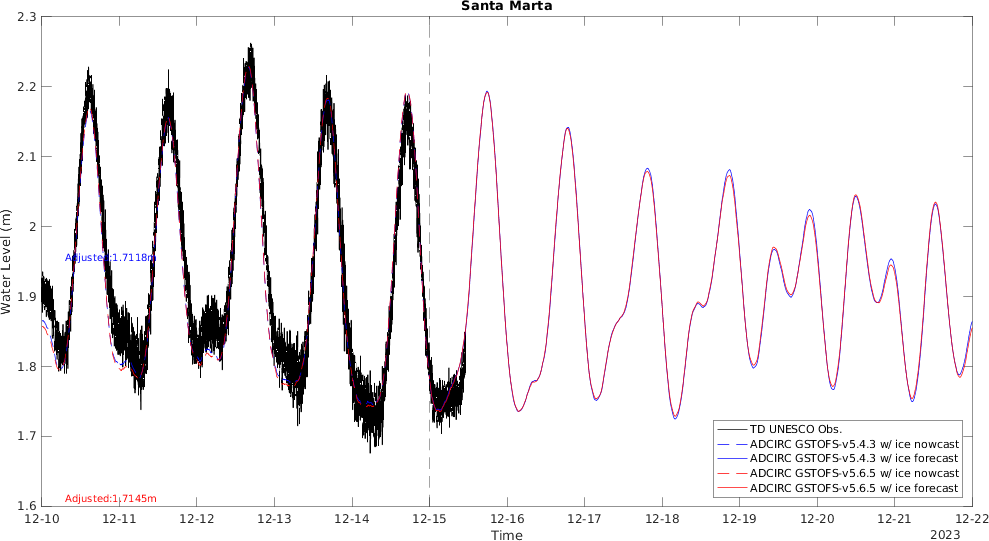 Santa Marta
2.3
2.2
2.1
2
1.9
1.8
1.7
1.6
Water Level (m)
Adjusted:1.7118m
Adjusted:1.7145m
TD UNESCO Obs.
ADCIRC GSTOFS-v5.4.3 w/ ice nowcast
ADCIRC GSTOFS-v5.4.3 w/ ice forecast
ADCIRC GSTOFS-v5.6.5 w/ ice nowcast
ADCIRC GSTOFS-v5.6.5 w/ ice forecast
12-10 12-11 12-12 12-13 12-14 12-15 12-16 12-17 12-18 12-19 12-20 12-21 12-22
Time
2023